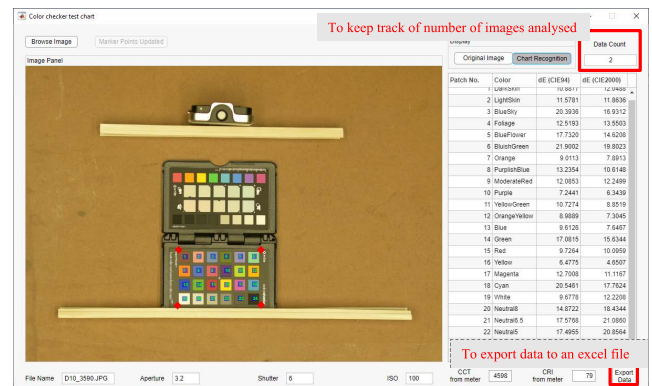 Color checker test chart
To keep track of number of images analysed
Browse Image Marker Points Updated
Display
Data Count
Original Image Chart Recognition
2
Image Panel
Patch No. Color dE (CIE94) dE (CIE2000)
1 DarkSkin 10.8877 12.0488
2 LightSkin 11.5781 11.8636
3 BlueSky 20.3936 16.9312
4 Foliage 12.5193 13.5503
5 BlueFlower 17.7320 14.6208
6 BluishGreen 21.9002 19.8023
7 Orange 9.0113 7.8913
8 PurplishBlue 13.2354 10.6148
9 ModerateRed 12.0853 12.2499
10 Purple 7.2441 6.3439
11 YellowGreen 10.7274 8.8519
12 OrangeYellow 8.9889 7.3045
13 Blue 9.6126 7.6467
14 Green 17.0815 15.6344
15 Red 9.7264 10.0959
16 Yellow 6.4775 4.6507
17 Magenta 12.7008 11.1167
18 Cyan 20.5461 17.7624
19 White 9.6778 12.2208
20 Neutral8 14.8722 18.4344
21 Neutral6.5 17.5768 21.0860
22 Neutral5 17.4955 20.8564
To export data to an excel file
File Name D10_3590.JPG Aperture 3.2 Shutter 6 ISO 100 CCT from meter 4598 CRI from meter 79 Export Data